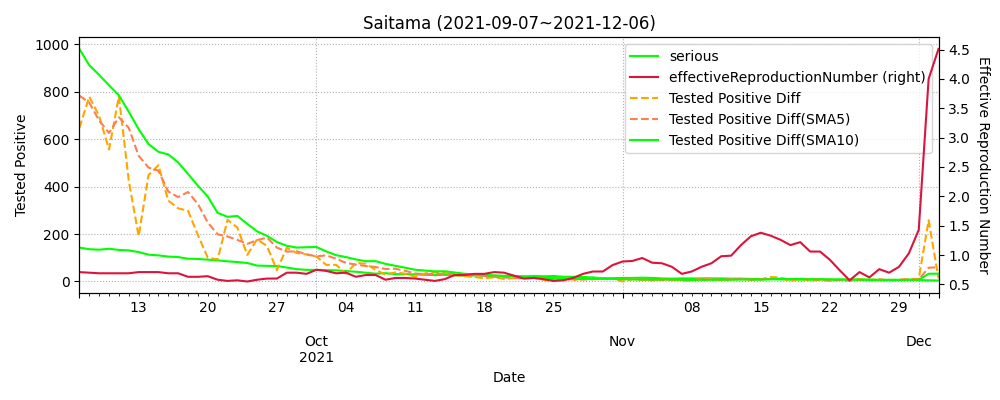 Saitama (2021-09-07~2021-12-06)
Tested Positive
1000
800
600
400
200
0
4.5
4.0
3.5
3.0
2.5
2.0
1.5
1.0
0.5
Effective Reproduction Number
serious
effectiveReproductionNumber (right)
Tested Positive Diff
Tested Positive Diff(SMA5)
Tested Positive Diff(SMA10)
13 20 27 04 11 18 25 08 15 22 29
Oct Nov Dec
2021
Date